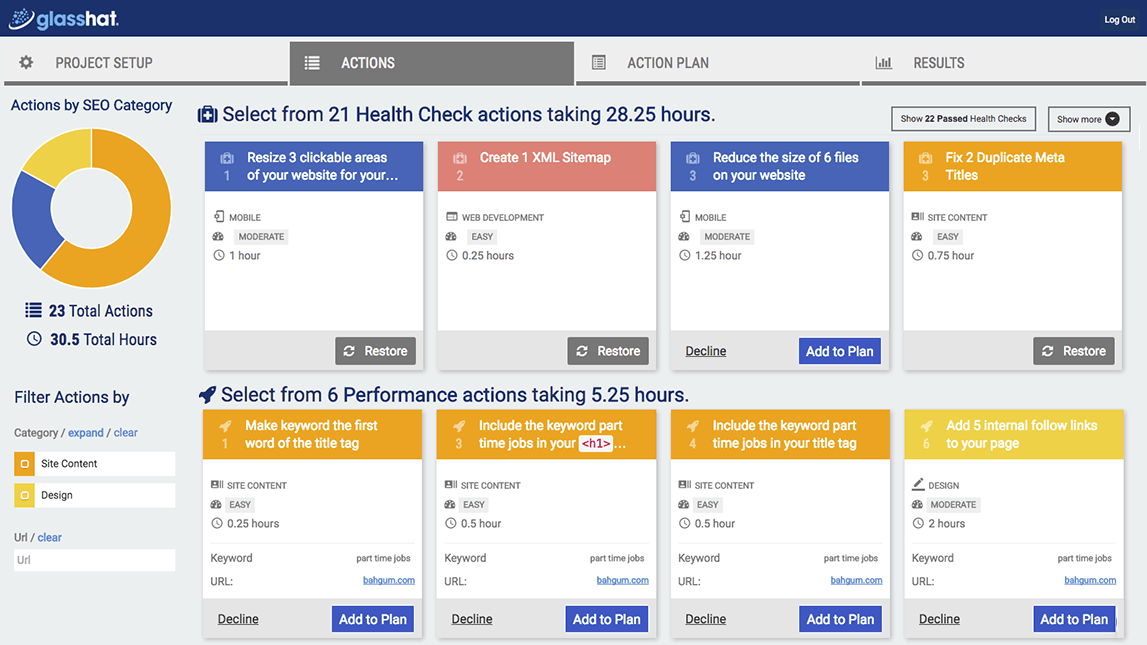 glasshat.
Log Out
PROJECT SETUP
ACTIONS
ACTION PLAN
RESULTS
Actions by SEO Category
23 Total Actions
30.5 Total Hours
Filter Actions by
Category / expand / clear
Site Content
Design
Url / clear
Url
Select from 21 Health Check actions taking 28.25 hours.
Show 22 Passed Health Checks
Show more
Resize 3 clickable areas
of your website for your...
1
MOBILE
MODERATE
1 hour
Restore
Create 1 XML Sitemap
2
WEB DEVELOPMENT
EASY
0.25 hours
Restore
Reduce the size of 6 files
on your website
3
MOBILE
MODERATE
1.25 hour
Decline
Add to Plan
Fix 2 Duplicate Meta
Titles
3
SITE CONTENT
EASY
0.75 hour
Restore
Select from 6 Performance actions taking 5.25 hours.
Make keyword the first
word of the title tag
1
SITE CONTENT
EASY
0.25 hours
Keyword part time jobs
URL: bahgum.com
Decline
Add to Plan
Include the keyword part
time jobs in your <h1> ...
3
SITE CONTENT
EASY
0.5 hour
Keyword part time jobs
URL: bahgum.com
Decline
Add to Plan
Include the keyword part
time jobs in your title tag
4
SITE CONTENT
EASY
0.5 hour
Keyword part time jobs
URL: bahgum.com
Decline
Add to Plan
Add 5 internal follow links
to your page
6
DESIGN
MODERATE
2 hours
Keyword part time jobs
URL: bahgum.com
Decline
Add to Plan